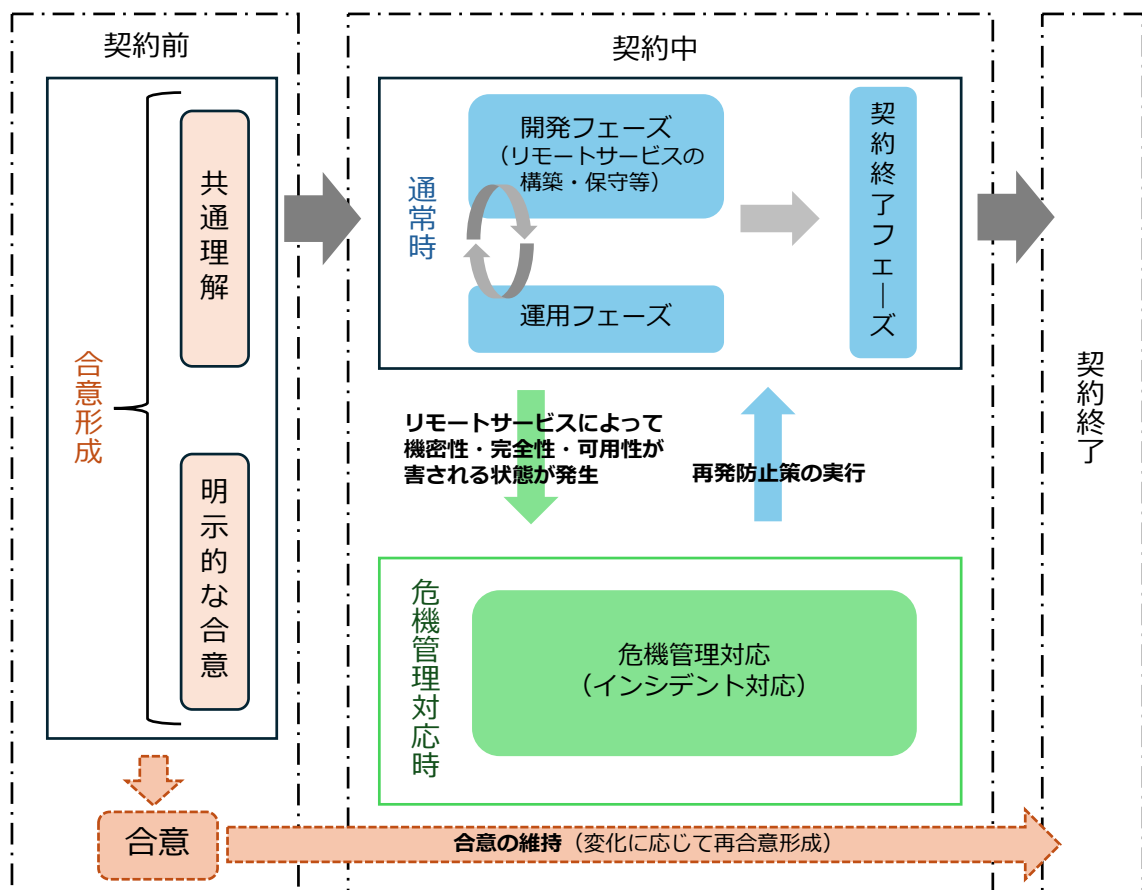 契約前
合意形成
共通理解
明示的な合意
合意
契約中
通常時
開発フェーズ
（リモートサービスの
構築・保守等）
運用フェーズ
契約終了フェーズ
リモートサービスによって
機密性・完全性・可用性が
害される状態が発生
再発防止策の実行
危機管理対応時
危機管理対応
（インシデント対応）
合意の維持（変化に応じて再合意形成）
契約終了